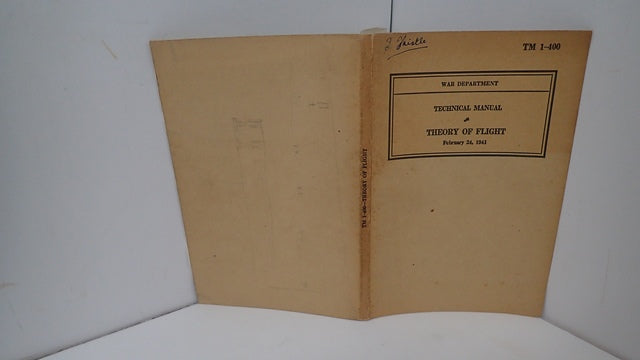 TM 1-400
WAR DEPARTMENT
TECHNICAL MANUAL
THEORY OF FLIGHT
February 24, 1941
TM 1-400—THEORY OF FLIGHT